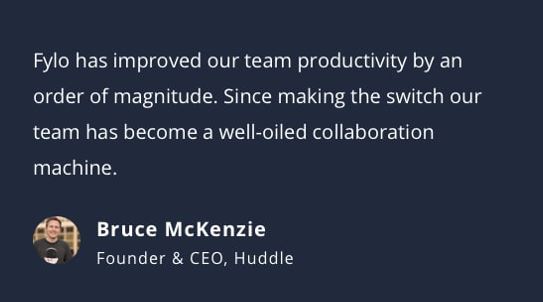 Fylo has improved our team productivity by an
order of magnitude. Since making the switch our
team has become a well-oiled collaboration
machine.
Bruce McKenzie
Founder & CEO, Huddle